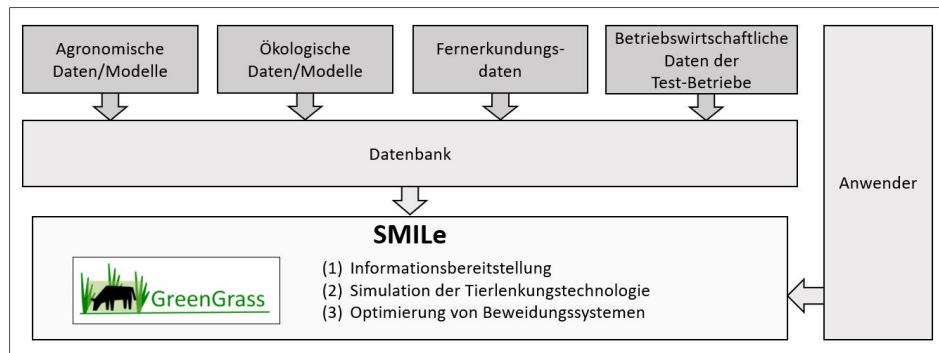 Agronomische
Daten/Modelle
Ökologische
Daten/Modelle
Fernerkundungs-
daten
Betriebswirtschaftliche
Daten der
Test-Betriebe
Datenbank
Anwender
SMILe
GreenGrass
(1) Informationsbereitstellung
(2) Simulation der Tierlenkungstechnologie
(3) Optimierung von Beweidungssystemen